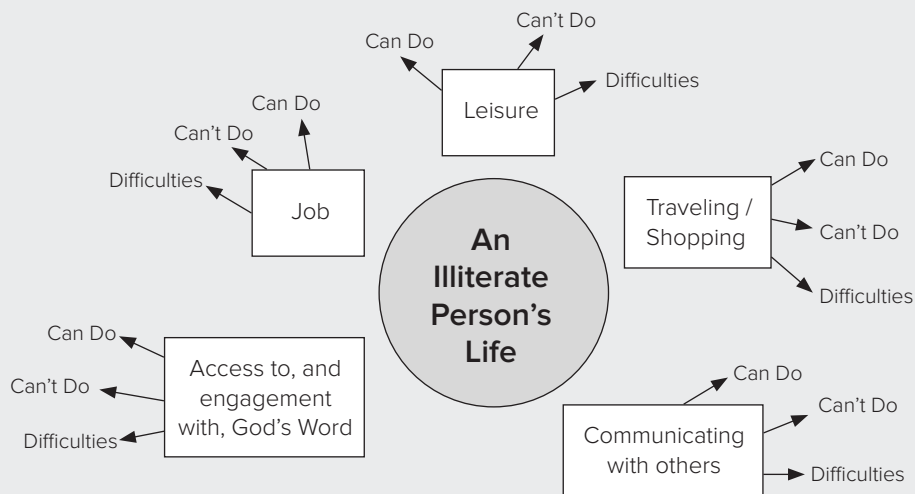 Can Do
Can't Do
Difficulties
Leisure
Can Do
Can't Do
Difficulties
Job
Can Do
Can't Do
Difficulties
Traveling /
Shopping
An
Illiterate
Person's
Life
Can Do
Can't Do
Difficulties
Access to, and
engagement
with, God's Word
Can Do
Can't Do
Difficulties
Communicating
with others